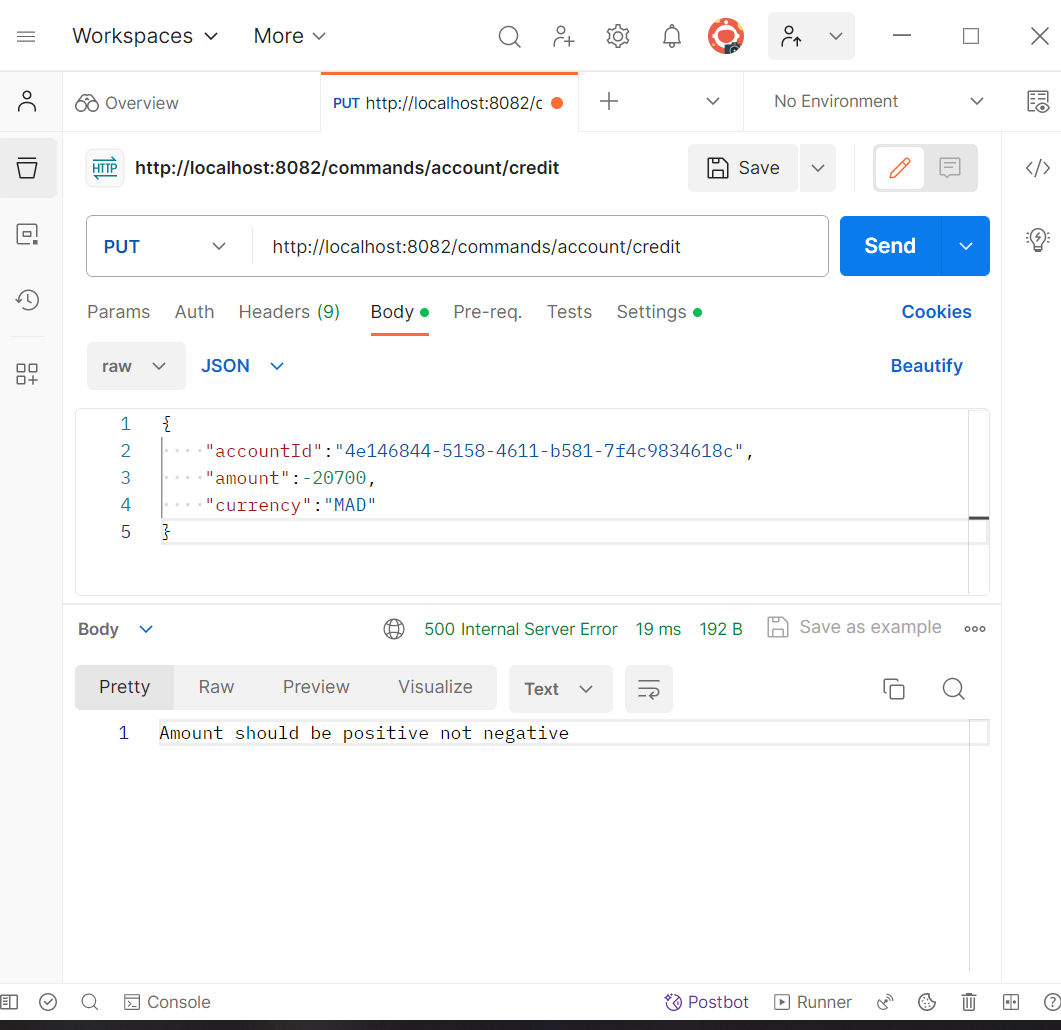 Workspaces More
Overview PUT http://localhost:8082/c No Environment
HTTP http://localhost:8082/commands/account/credit Save
PUT http://localhost:8082/commands/account/credit Send
Params Auth Headers (9) Body Pre-req. Tests Settings Cookies
raw JSON Beautify
1 {
2 "accountId":"4e146844-5158-4611-b581-7f4c9834618c",
3 "amount":-20700,
4 "currency":"MAD"
5 }
Body 500 Internal Server Error 19 ms 192 B Save as example
Pretty Raw Preview Visualize Text
1 Amount should be positive not negative
Console Postbot Runner